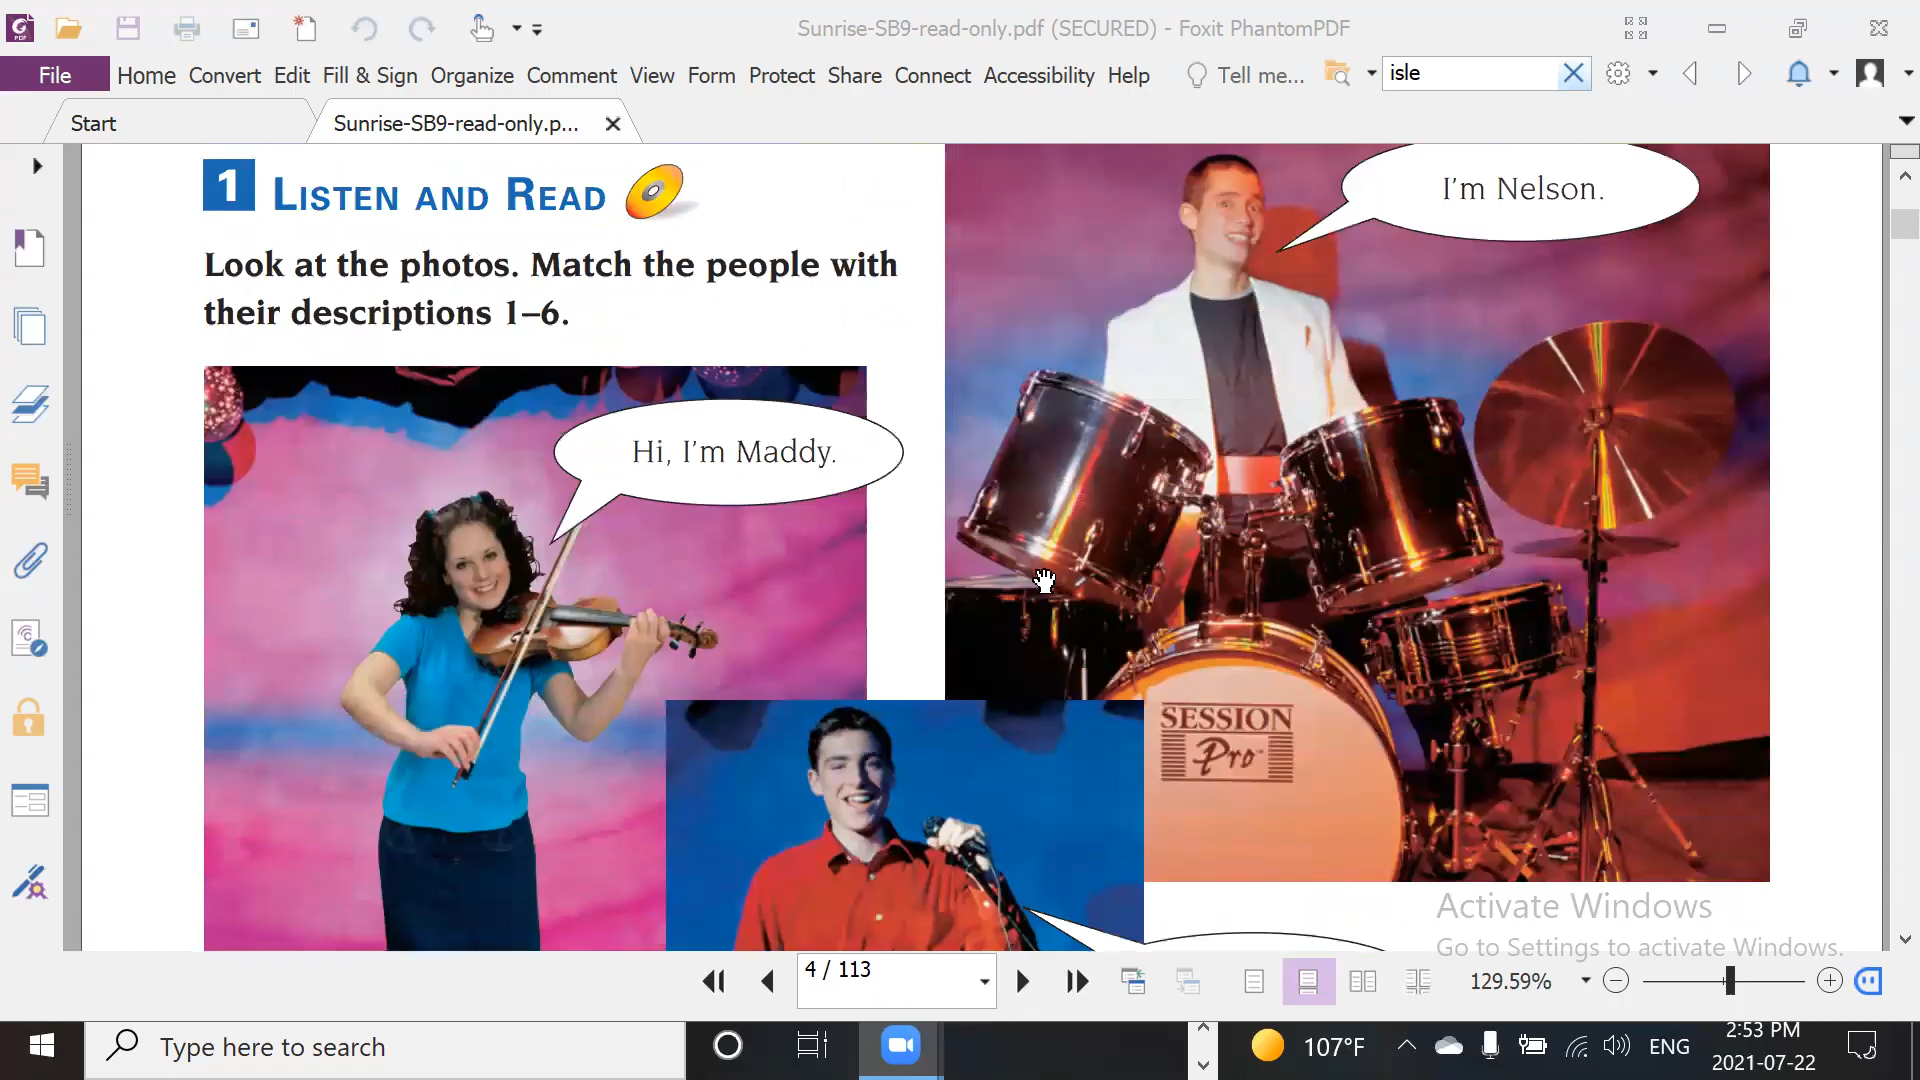 Sunrise-SB9-read-only.pdf (SECURED) - Foxit PhantomPDF
File Home Convert Edit Fill & Sign Organize Comment View Form Protect Share Connect Accessibility Help Tell me... isle
Start Sunrise-SB9-read-only.p...
1 LISTEN AND READ
Look at the photos. Match the people with
their descriptions 1–6.
I'm Nelson.
Hi, I'm Maddy.
SESSION
Pro™
Activate Windows
Go to Settings to activate Windows.
4 / 113
129.59%
Type here to search
107°F
ENG
2:53 PM
2021-07-22